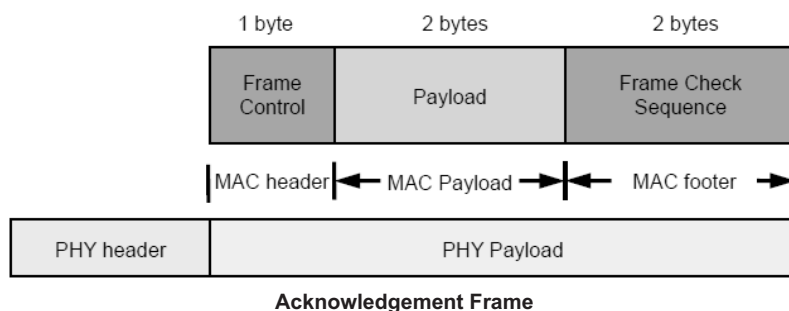 1 byte 2 bytes 2 bytes
Frame Control Payload Frame Check Sequence
MAC header MAC Payload MAC footer
PHY header PHY Payload
Acknowledgement Frame